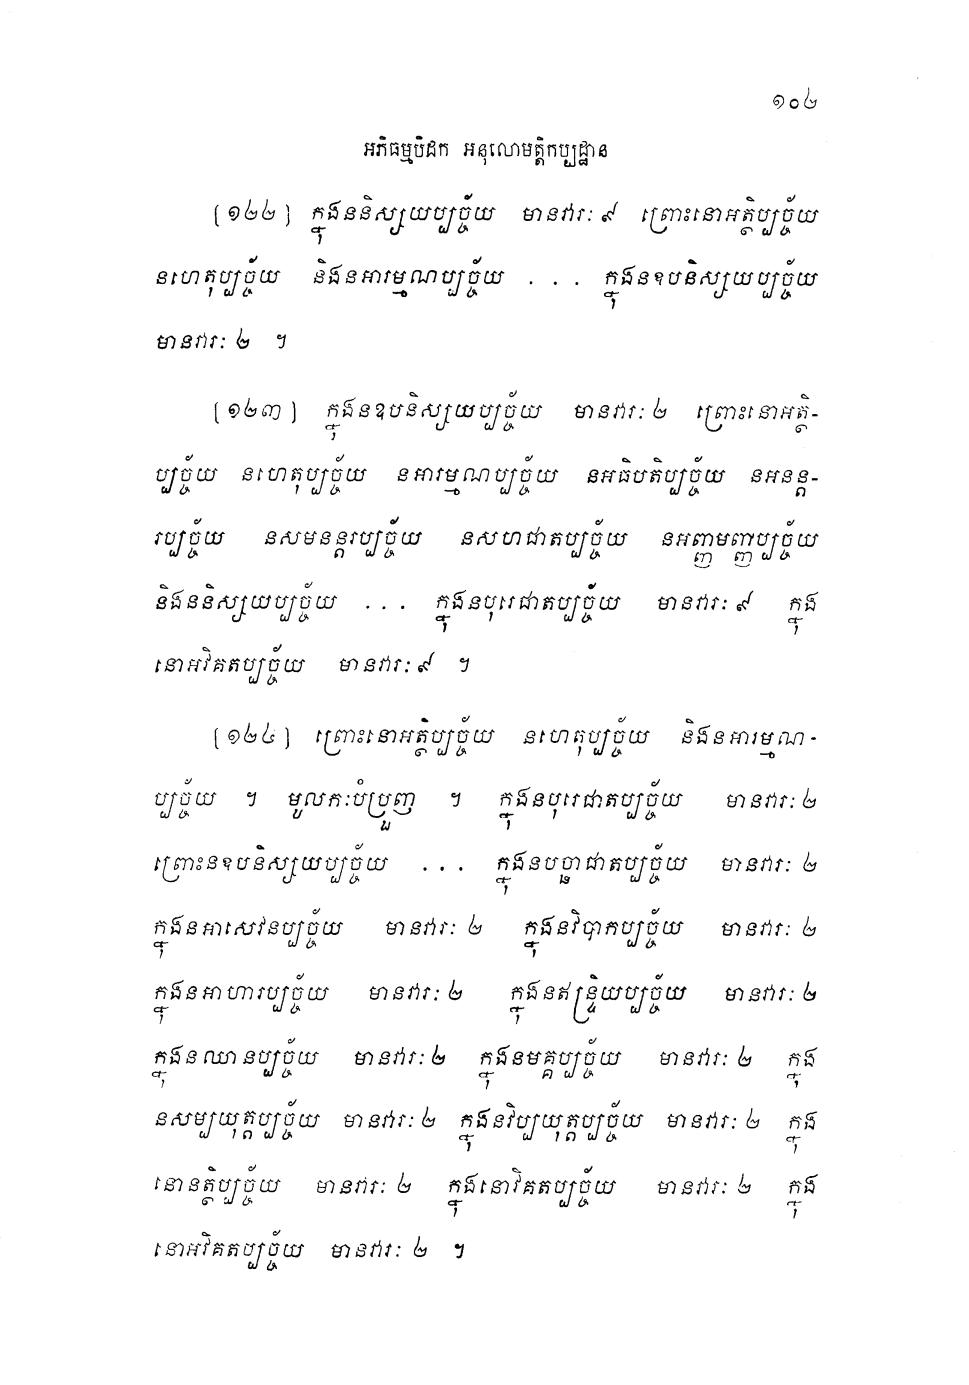 ១០២
អភិធម្មបិដក អនុលោមត្តិកប្បដ្ឋាន
[១២២] ក្នុងននិស្សយប្បច្ច័យ មានវារៈ ៩ ព្រោះនោអត្ថិប្បច្ច័យ
នហេតុប្បច្ច័យ និងនអារម្មណប្បច្ច័យ . . . ក្នុងនឧបនិស្សយប្បច្ច័យ
មានវារៈ ២ ។
[១២៣] ក្នុងនឧបនិស្សយប្បច្ច័យ មានវារៈ ២ ព្រោះនោអត្ថិ-
ប្បច្ច័យ នហេតុប្បច្ច័យ នអារម្មណប្បច្ច័យ នអធិបតិប្បច្ច័យ នអនន្ត-
រប្បច្ច័យ នសមនន្តរប្បច្ច័យ នសហជាតប្បច្ច័យ នអញ្ញមញ្ញប្បច្ច័យ
និងននិស្សយប្បច្ច័យ . . . ក្នុងនបុរេជាតប្បច្ច័យ មានវារៈ ៩ ក្នុង
នោអវិគតប្បច្ច័យ មានវារៈ ៩ ។
[១២៤] ព្រោះនោអត្ថិប្បច្ច័យ នហេតុប្បច្ច័យ និងនអារម្មណ-
ប្បច្ច័យ ។ មូលកៈបំប្រួញ ។ ក្នុងនបុរេជាតប្បច្ច័យ មានវារៈ ២
ព្រោះនឧបនិស្សយប្បច្ច័យ . . . ក្នុងនបច្ឆាជាតប្បច្ច័យ មានវារៈ ២
ក្នុងនអាសេវនប្បច្ច័យ មានវារៈ ២ ក្នុងនវិបាកប្បច្ច័យ មានវារៈ ២
ក្នុងនអាហារប្បច្ច័យ មានវារៈ ២ ក្នុងនឥន្ទ្រិយប្បច្ច័យ មានវារៈ ២
ក្នុងនឈានប្បច្ច័យ មានវារៈ ២ ក្នុងនមគ្គប្បច្ច័យ មានវារៈ ២ ក្នុង
នសម្បយុត្តប្បច្ច័យ មានវារៈ ២ ក្នុងនវិប្បយុត្តប្បច្ច័យ មានវារៈ ២ ក្នុង
នោនត្ថិប្បច្ច័យ មានវារៈ ២ ក្នុងនោវិគតប្បច្ច័យ មានវារៈ ២ ក្នុង
នោអវិគតប្បច្ច័យ មានវារៈ ២ ។